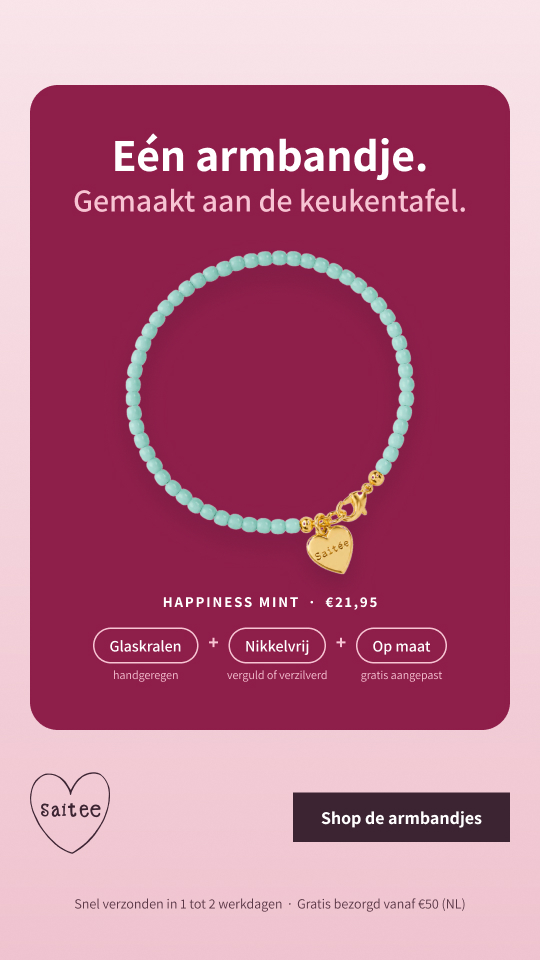 Eén armbandje.
Gemaakt aan de keukentafel.
Saitee
HAPPINESS MINT · €21,95
Glaskralen + Nikkelvrij + Op maat
handgeregen verguld of verzilverd gratis aangepast
saitee
Shop de armbandjes
Snel verzonden in 1 tot 2 werkdagen · Gratis bezorgd vanaf €50 (NL)